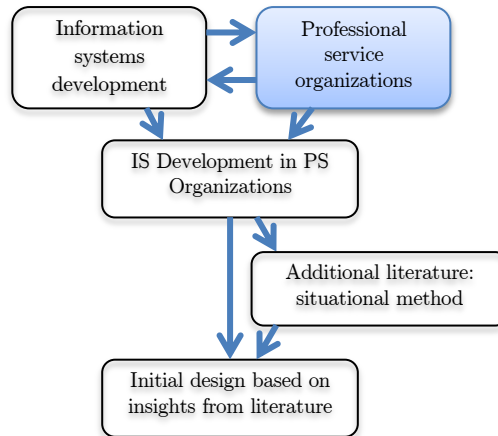 Information
systems
development
Professional
service
organizations
IS Development in PS
Organizations
Additional literature:
situational method
Initial design based on
insights from literature